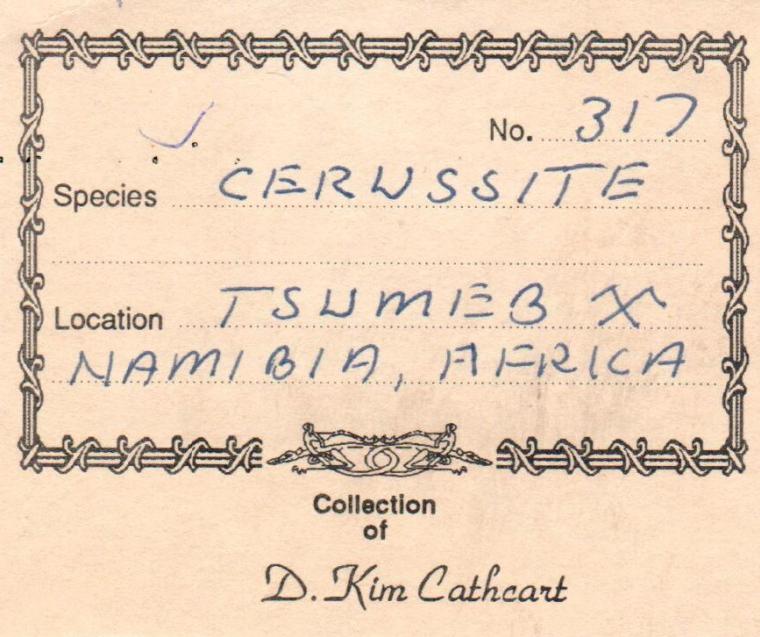 No. 317
Species CERUSSITE
Location TSUMEB X
NAMIBIA, AFRICA
Collection
of
D. Kim Cathcart